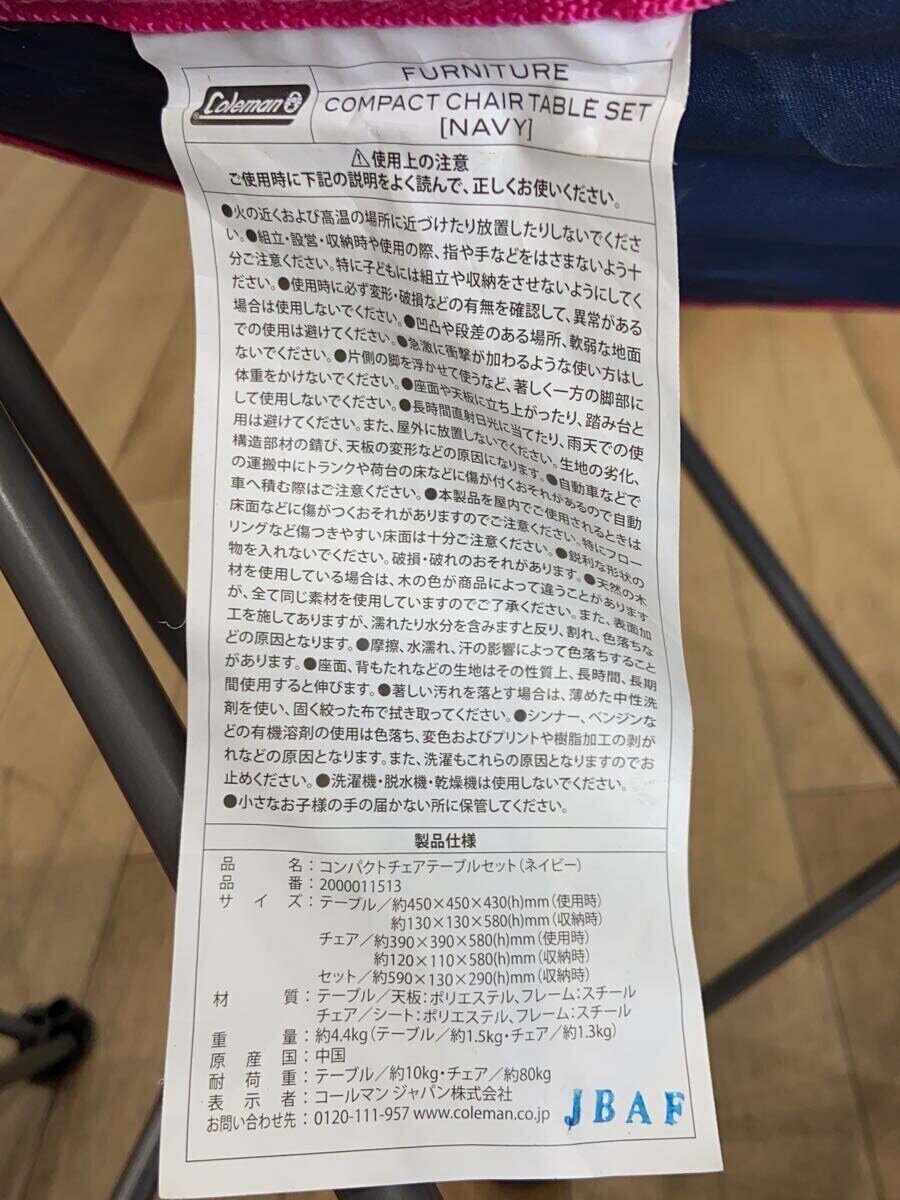 Coleman
FURNITURE
COMPACT CHAIR TABLE SET
[NAVY]
⚠使用上の注意
ご使用時に下記の説明をよく読んで、正しくお使いください。
●火の近くおよび高温の場所に近づけたり放置したりしないでくださ
い。●組立・設営・収納時や使用の際、指や手などをはさまないよう十
分ご注意ください。特に子どもには組立や収納をさせないようにしてく
ださい。●使用時に必ず変形・破損などの有無を確認して、異常がある
場合は使用しないでください。●凹凸や段差のある場所、軟弱な地面
での使用は避けてください。●急激に衝撃が加わるような使い方はし
ないでください。●片側の脚を浮かせて使うなど、著しく一方の脚部に
体重をかけないでください。●座面や天板に立ち上がったり、踏み台と
して使用しないでください。●長時間直射日光に当てたり、雨天での使
用は避けてください。また、屋外に放置しないでください。生地の劣化、
構造部材の錆び、天板の変形などの原因になります。●自動車などで
の運搬中にトランクや荷台の床などに傷が付くおそれがあるので自動
車へ積む際はご注意ください。●本製品を屋内でご使用されるときは
床面などに傷がつくおそれがありますのでご注意ください。特にフロー
リングなど傷つきやすい床面は十分ご注意ください。●鋭利な形状の
物を入れないでください。破損・破れのおそれがあります。●天然の木
材を使用している場合は、木の色が商品によって違うことがあります
が、全て同じ素材を使用していますのでご了承ください。また、表面加
工を施してありますが、濡れたり水分を含みますと反り、割れ、色落ちな
どの原因となります。●摩擦、水濡れ、汗の影響によって色落ちすること
があります。●座面、背もたれなどの生地はその性質上、長時間、長期
間使用すると伸びます。●著しい汚れを落とす場合は、薄めた中性洗
剤を使い、固く絞った布で拭き取ってください。●シンナー、ベンジンな
どの有機溶剤の使用は色落ち、変色およびプリントや樹脂加工の剥が
れなどの原因となります。また、洗濯もこれらの原因となりますのでお
止めください。●洗濯機・脱水機・乾燥機は使用しないでください。
●小さなお子様の手の届かない所に保管してください。
製品仕様
品名:コンパクトチェアテーブルセット(ネイビー)
品番:2000011513
サイズ:テーブル/約450×450×430(h)mm(使用時)
約130×130×580(h)mm(収納時)
チェア/約390×390×580(h)mm(使用時)
約120×110×580(h)mm(収納時)
セット/約590×130×290(h)mm(収納時)
材質:テーブル/天板:ポリエステル、フレーム:スチール
チェア/シート:ポリエステル、フレーム:スチール
重量:約4.4kg(テーブル/約1.5kg・チェア/約1.3kg)
原産国:中国
耐荷重:テーブル/約10kg・チェア/約80kg
表示者:コールマン ジャパン株式会社
お問い合わせ先:0120-111-957 www.coleman.co.jp
JBAF